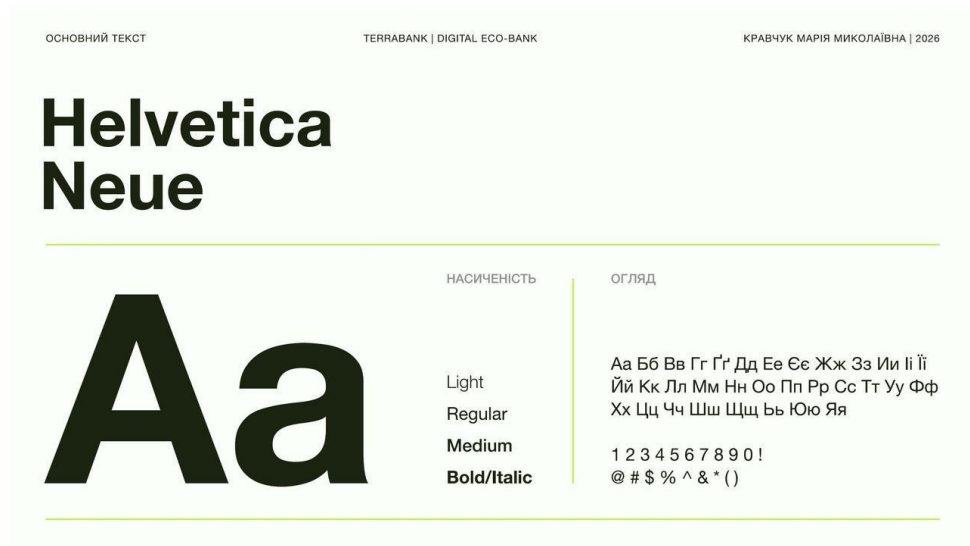 ОСНОВНИЙ ТЕКСТ
TERRABANK | DIGITAL ECO-BANK
КРАВЧУК МАРІЯ МИКОЛАЇВНА | 2026
Helvetica
Neue
Aa
НАСИЧЕНІСТЬ
Light
Regular
Medium
Bold/Italic
ОГЛЯД
Аа Бб Вв Гг Ґґ Дд Ее Єє Жж Зз Ии Іі Її
Йй Кк Лл Мм Нн Оо Пп Рр Сс Тт Уу Фф
Хх Цц Чч Шш Щщ Ьь Юю Яя
1 2 3 4 5 6 7 8 9 0 !
@ # $ % ^ & * ( )